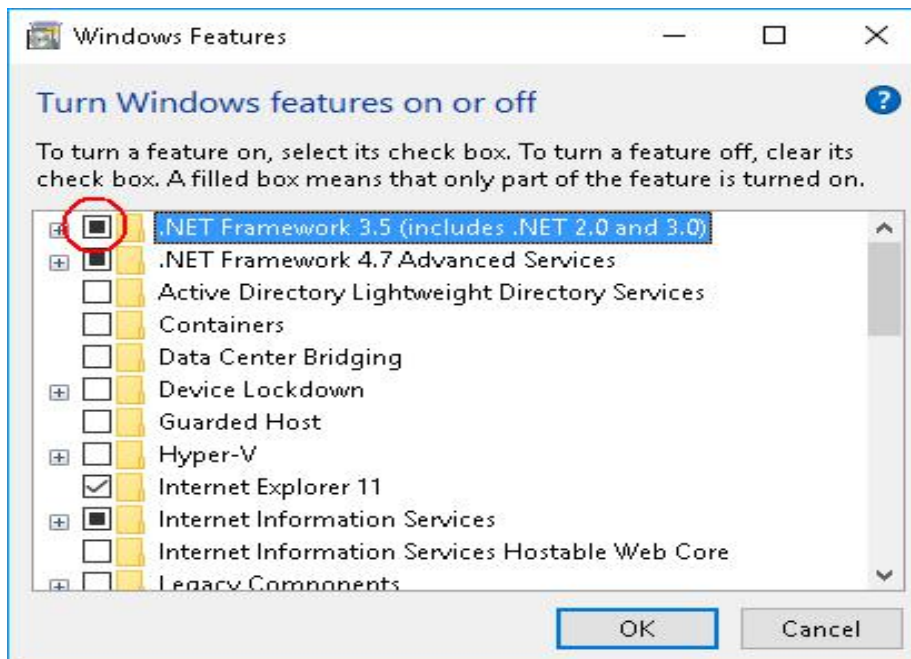 Windows Features
Turn Windows features on or off
To turn a feature on, select its check box. To turn a feature off, clear its
check box. A filled box means that only part of the feature is turned on.
.NET Framework 3.5 (includes .NET 2.0 and 3.0)
.NET Framework 4.7 Advanced Services
Active Directory Lightweight Directory Services
Containers
Data Center Bridging
Device Lockdown
Guarded Host
Hyper-V
Internet Explorer 11
Internet Information Services
Internet Information Services Hostable Web Core
Legacy Components
OK Cancel